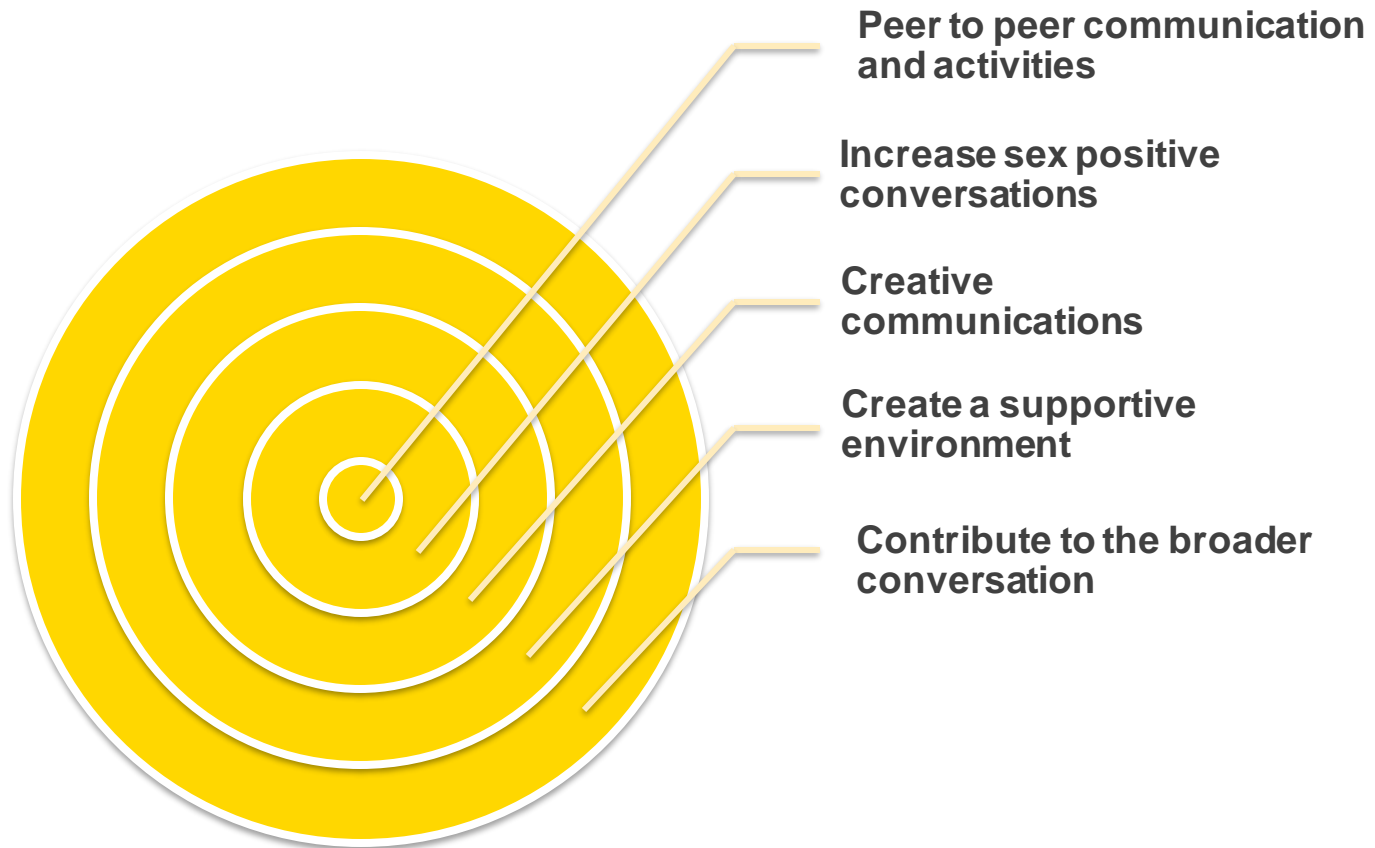 Peer to peer communication
and activities
Increase sex positive
conversations
Creative
communications
Create a supportive
environment
Contribute to the broader
conversation